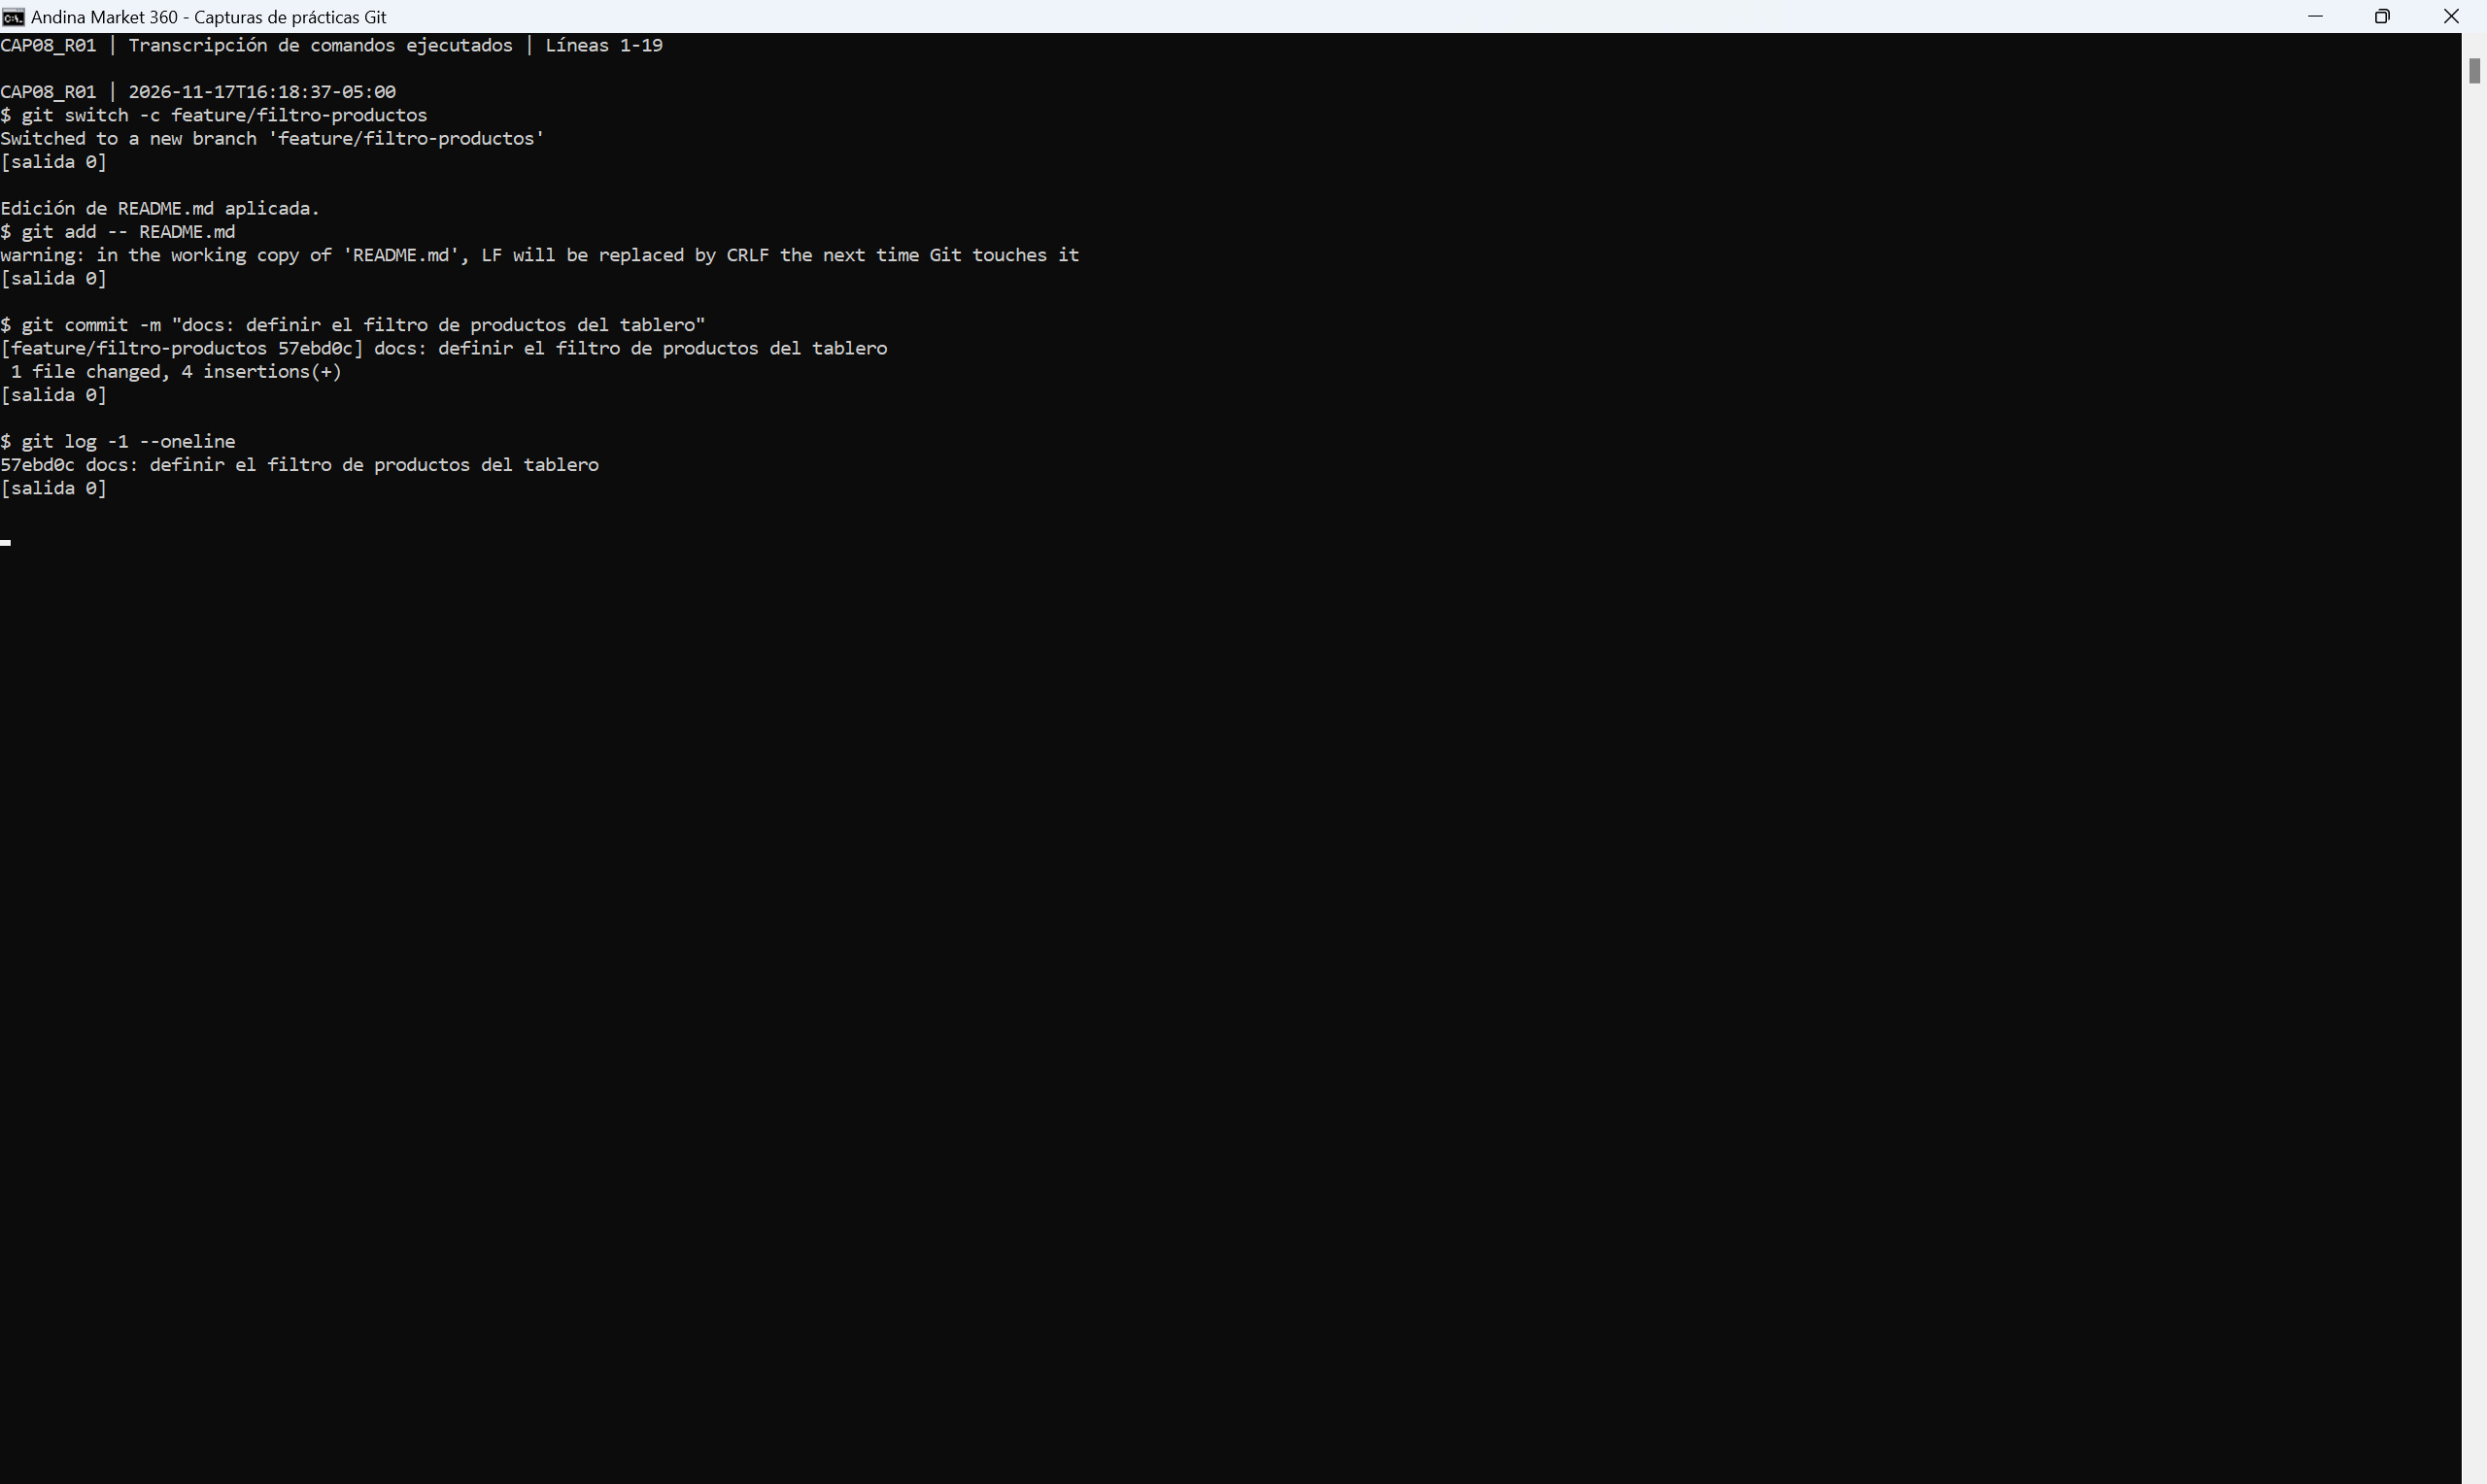 Andina Market 360 - Capturas de prácticas Git
CAP08_R01 | Transcripción de comandos ejecutados | Líneas 1-19
CAP08_R01 | 2026-11-17T16:18:37-05:00
$ git switch -c feature/filtro-productos
Switched to a new branch 'feature/filtro-productos'
[salida 0]
Edición de README.md aplicada.
$ git add -- README.md
warning: in the working copy of 'README.md', LF will be replaced by CRLF the next time Git touches it
[salida 0]
$ git commit -m "docs: definir el filtro de productos del tablero"
[feature/filtro-productos 57ebd0c] docs: definir el filtro de productos del tablero
 1 file changed, 4 insertions(+)
[salida 0]
$ git log -1 --oneline
57ebd0c docs: definir el filtro de productos del tablero
[salida 0]